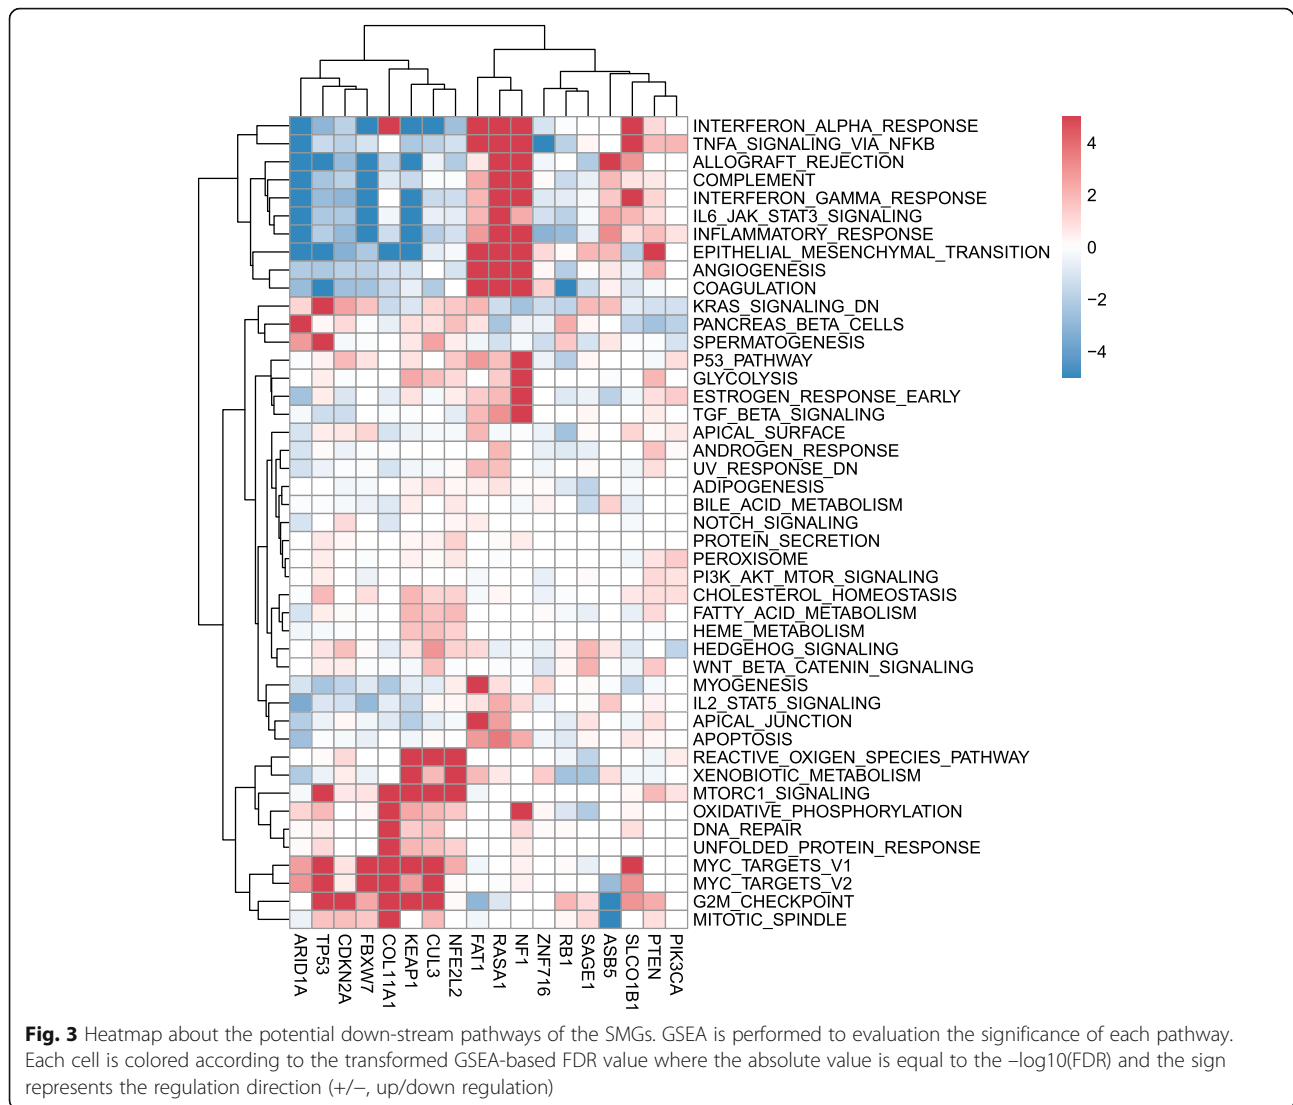 INTERFERON_ALPHA_RESPONSE
TNFA_SIGNALING_VIA_NFKB
ALLOGRAFT_REJECTION
COMPLEMENT
INTERFERON_GAMMA_RESPONSE
IL6_JAK_STAT3_SIGNALING
INFLAMMATORY_RESPONSE
EPITHELIAL_MESENCHYMAL_TRANSITION
ANGIOGENESIS
COAGULATION
KRAS_SIGNALING_DN
PANCREAS_BETA_CELLS
SPERMATOGENESIS
P53_PATHWAY
GLYCOLYSIS
ESTROGEN_RESPONSE_EARLY
TGF_BETA_SIGNALING
APICAL_SURFACE
ANDROGEN_RESPONSE
UV_RESPONSE_DN
ADIPOGENESIS
BILE_ACID_METABOLISM
NOTCH_SIGNALING
PROTEIN_SECRETION
PEROXISOME
PI3K_AKT_MTOR_SIGNALING
CHOLESTEROL_HOMEOSTASIS
FATTY_ACID_METABOLISM
HEME_METABOLISM
HEDGEHOG_SIGNALING
WNT_BETA_CATENIN_SIGNALING
MYOGENESIS
IL2_STAT5_SIGNALING
APICAL_JUNCTION
APOPTOSIS
REACTIVE_OXIGEN_SPECIES_PATHWAY
XENOBIOTIC_METABOLISM
MTORC1_SIGNALING
OXIDATIVE_PHOSPHORYLATION
DNA_REPAIR
UNFOLDED_PROTEIN_RESPONSE
MYC_TARGETS_V1
MYC_TARGETS_V2
G2M_CHECKPOINT
MITOTIC_SPINDLE
4
2
0
−2
−4
ARID1A
TP53
CDKN2A
FBXW7
COL11A1
KEAP1
CUL3
NFE2L2
FAT1
RASA1
NF1
ZNF716
RB1
SAGE1
ASB5
SLCO1B1
PTEN
PIK3CA
Fig. 3 Heatmap about the potential down-stream pathways of the SMGs. GSEA is performed to evaluation the significance of each pathway.
Each cell is colored according to the transformed GSEA-based FDR value where the absolute value is equal to the –log10(FDR) and the sign
represents the regulation direction (+/−, up/down regulation)